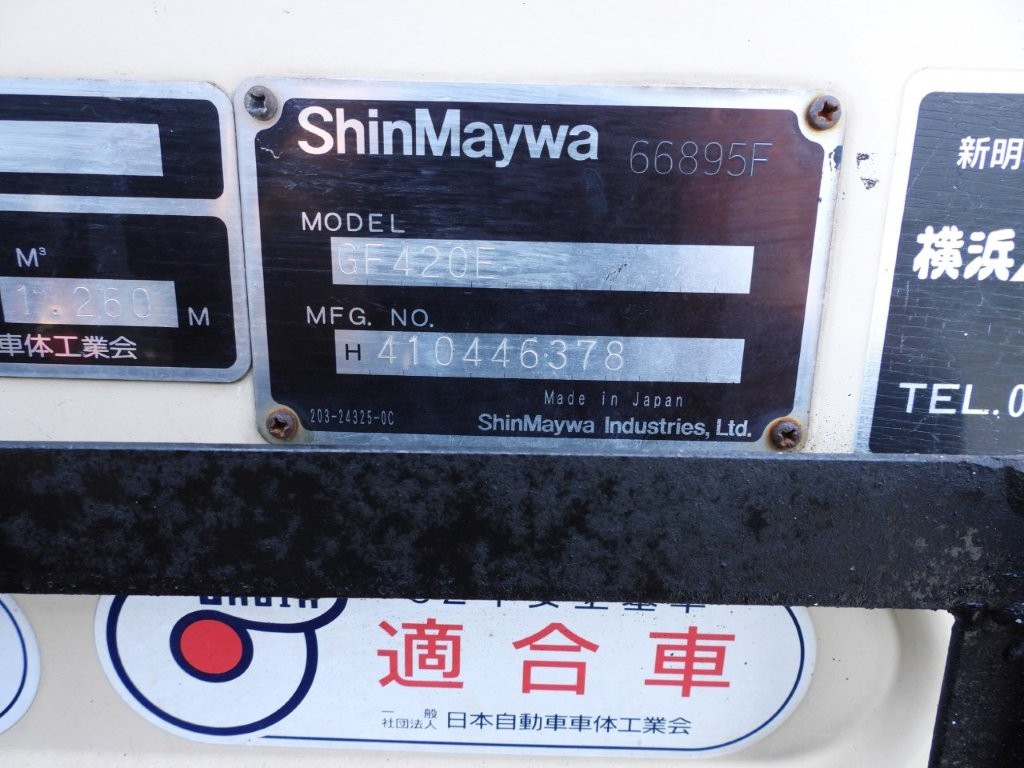 M³
1.260 M
車体工業会
ShinMaywa 66895F
MODEL
GF420E
MFG. NO.
H 410446378
Made in Japan
203-24325-0C
ShinMaywa Industries, Ltd.
新明
横浜
TEL.0
適合車
一般
社団法人 日本自動車車体工業会